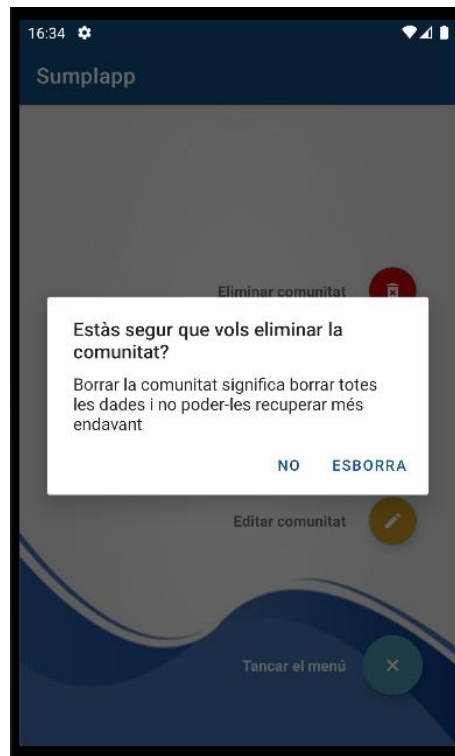 16:34
Sumplapp
Eliminar comunitat
Estàs segur que vols eliminar la
comunitat?
Borrar la comunitat significa borrar totes
les dades i no poder-les recuperar més
endavant
NO ESBORRA
Editar comunitat
Tancar el menú